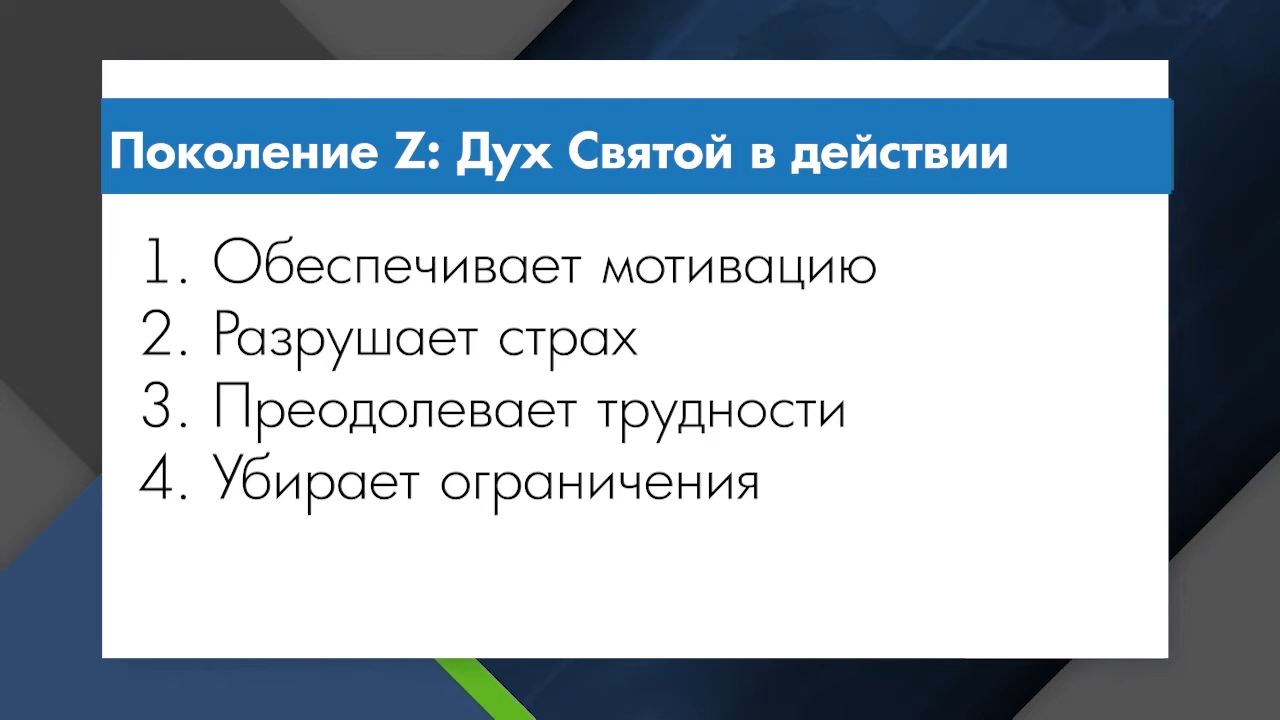 Поколение Z: Дух Святой в действии
1. Обеспечивает мотивацию
2. Разрушает страх
3. Преодолевает трудности
4. Убирает ограничения